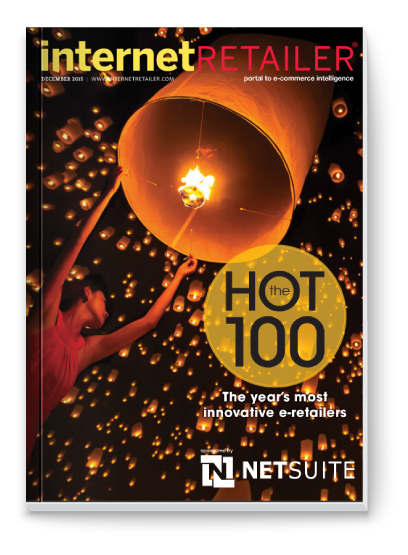 internetRETAILER®
DECEMBER 2015 | WWW.INTERNETRETAILER.COM
portal to e-commerce intelligence
the
HOT
100
The year's most
innovative e-retailers
sponsored by
N NETSUITE